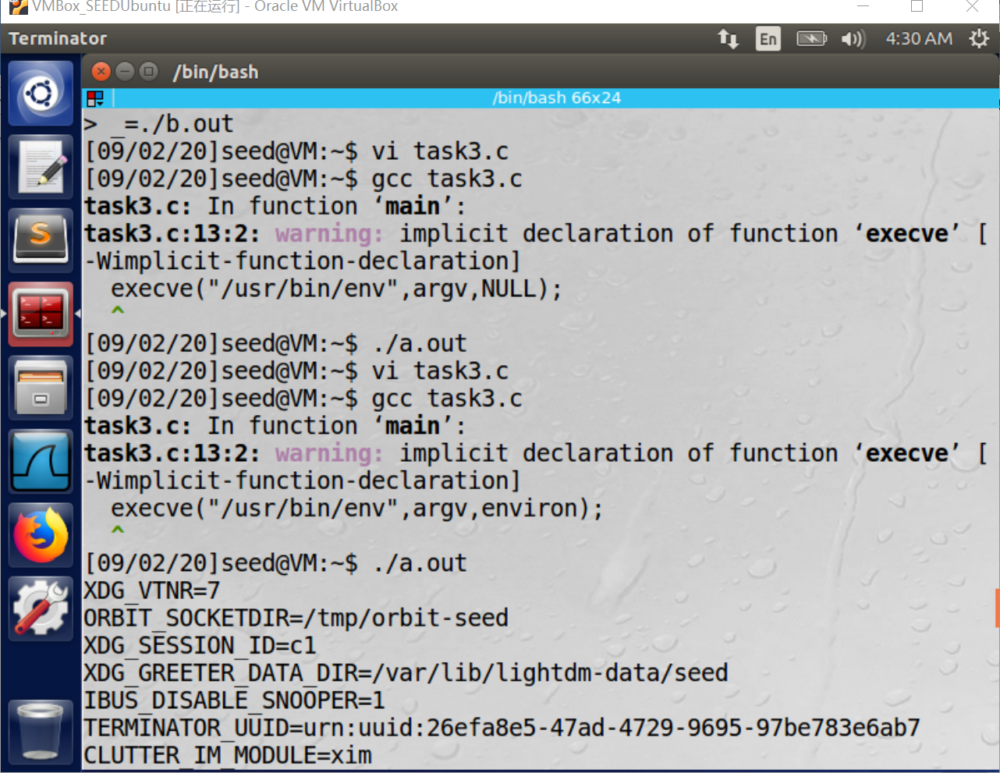 VMBox_SEEDUbuntu [正在运行] - Oracle VM VirtualBox
Terminator
En
4:30 AM
/bin/bash
/bin/bash 66x24
> _=./b.out
[09/02/20]seed@VM:~$ vi task3.c
[09/02/20]seed@VM:~$ gcc task3.c
task3.c: In function ‘main’:
task3.c:13:2: warning: implicit declaration of function ‘execve’ [
-Wimplicit-function-declaration]
execve("/usr/bin/env",argv,NULL);
^
[09/02/20]seed@VM:~$ ./a.out
[09/02/20]seed@VM:~$ vi task3.c
[09/02/20]seed@VM:~$ gcc task3.c
task3.c: In function ‘main’:
task3.c:13:2: warning: implicit declaration of function ‘execve’ [
-Wimplicit-function-declaration]
execve("/usr/bin/env",argv,environ);
^
[09/02/20]seed@VM:~$ ./a.out
XDG_VTNR=7
ORBIT_SOCKETDIR=/tmp/orbit-seed
XDG_SESSION_ID=c1
XDG_GREETER_DATA_DIR=/var/lib/lightdm-data/seed
IBUS_DISABLE_SNOOPER=1
TERMINATOR_UUID=urn:uuid:26efa8e5-47ad-4729-9695-97be783e6ab7
CLUTTER_IM_MODULE=xim